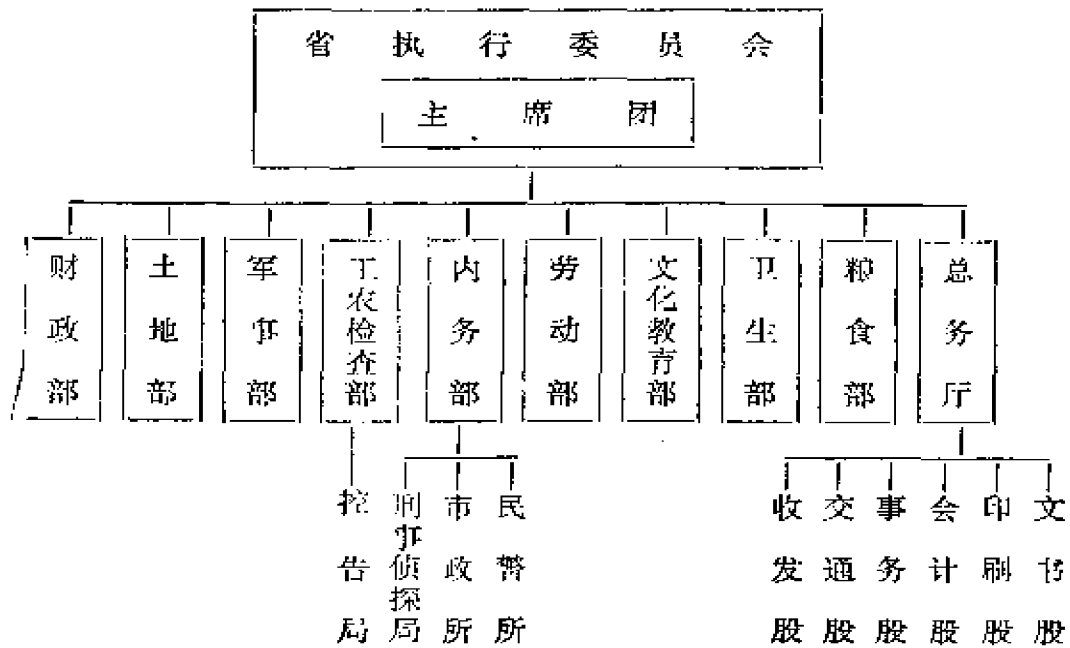 省执行委员会
主席团
财政部
土地部
军事部
工农检查部
内务部
劳动部
文化教育部
卫生部
粮食部
总务厅
控告局
刑事侦探局
市政所
民警所
收发股
交通股
事务股
会计股
印刷股
文书股